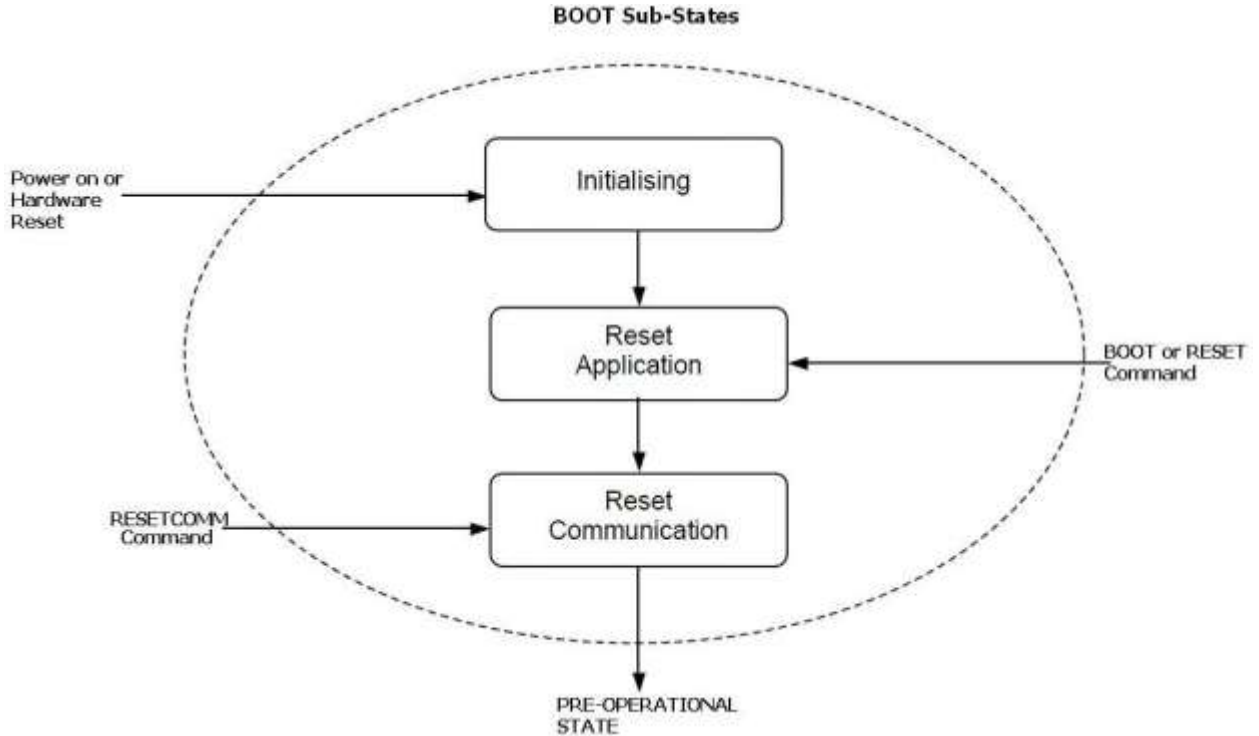 BOOT Sub-States
Initialising
Power on or
Hardware
Reset
Reset
Application
BOOT or RESET
Command
Reset
Communication
RESETCOMM
Command
PRE-OPERATIONAL
STATE